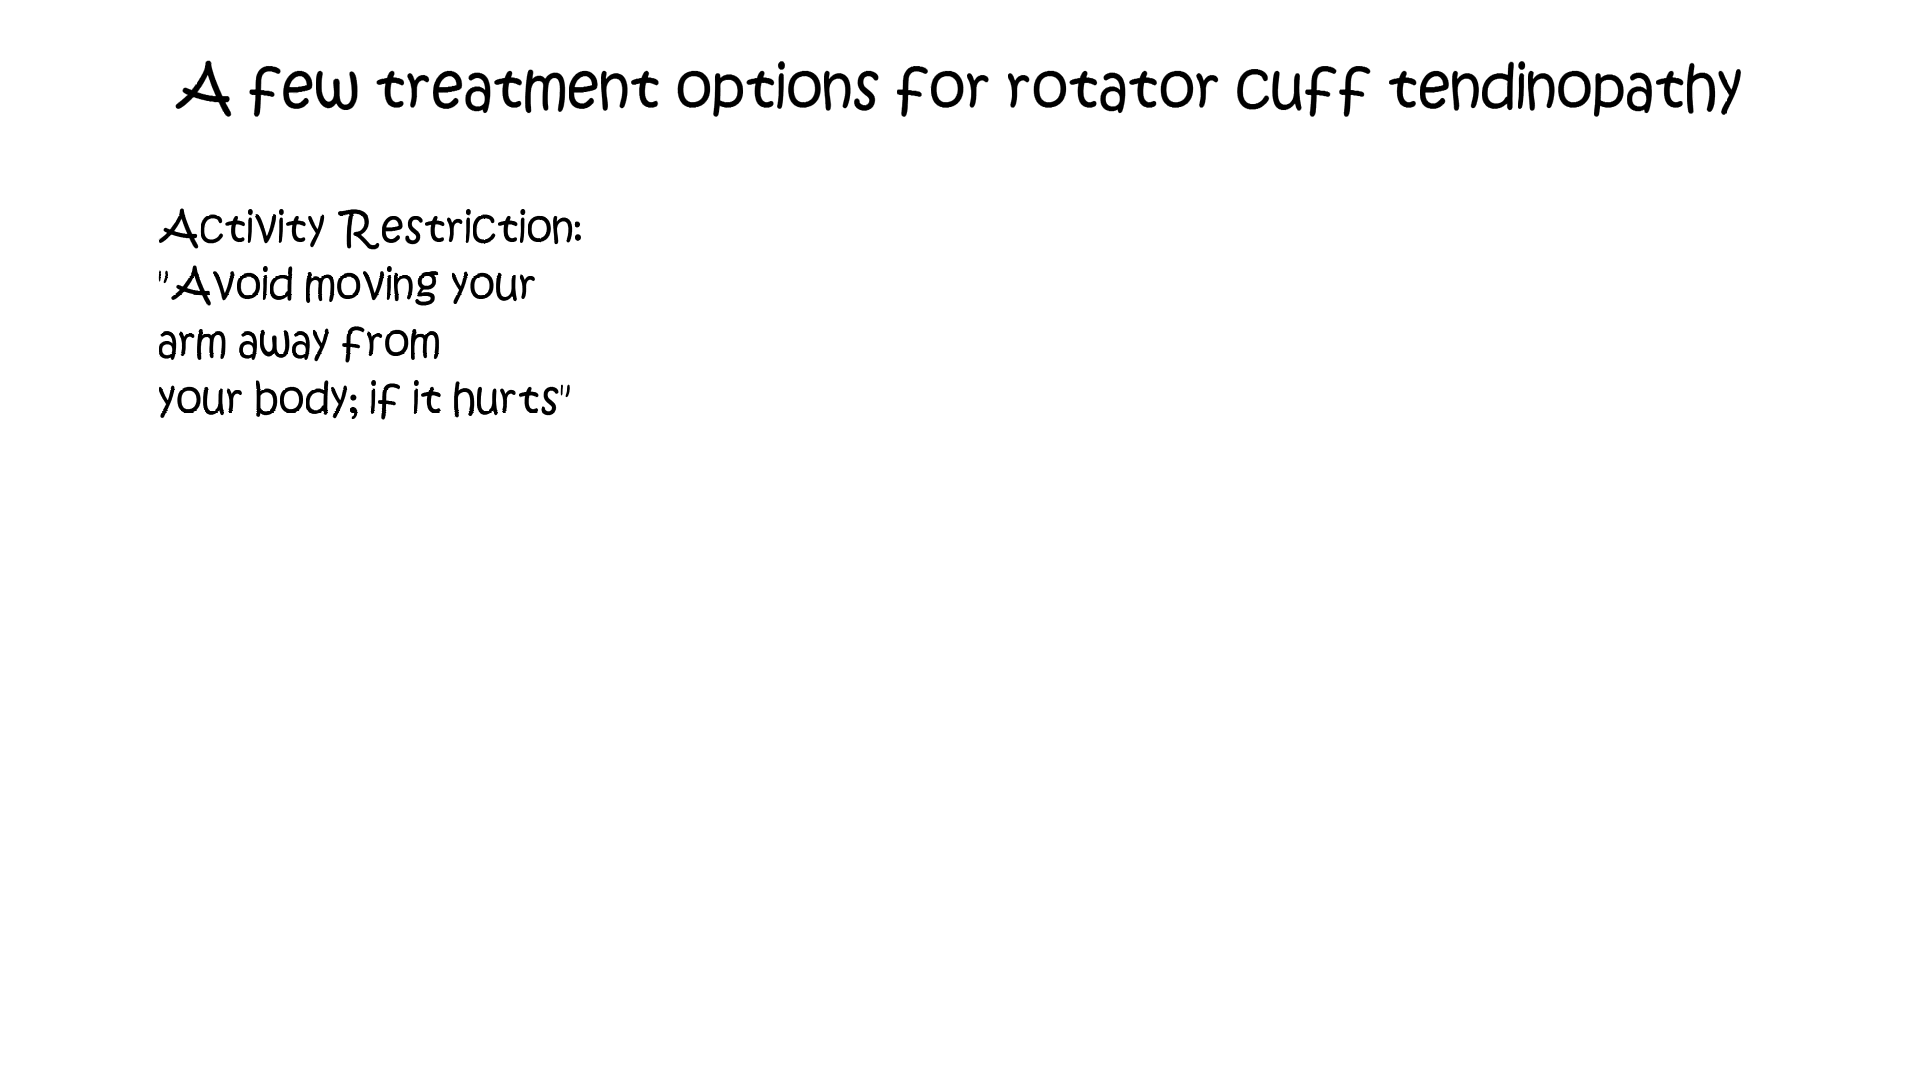 A few treatment options for rotator cuff tendinopathy
Activity Restriction:
"Avoid moving your
arm away from
your body; if it hurts"